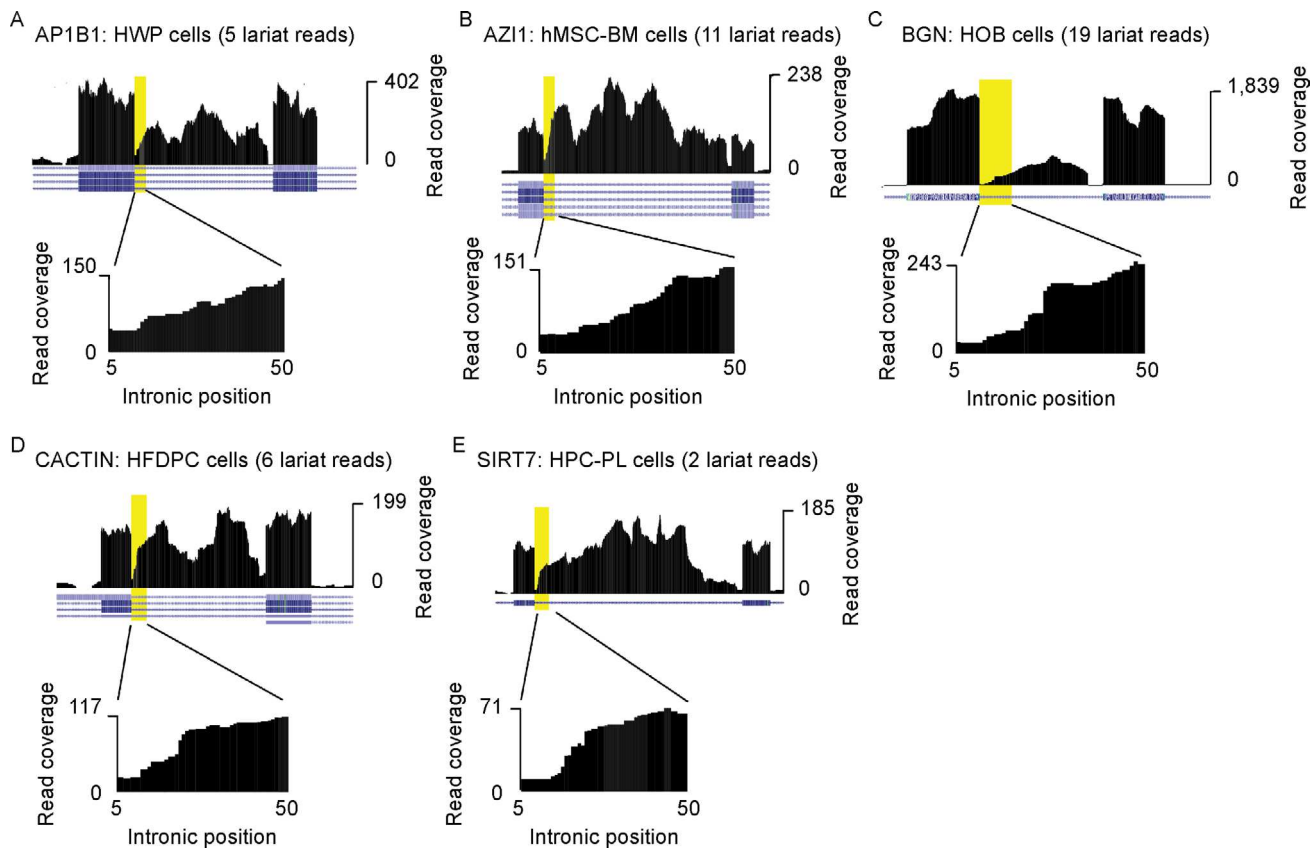 A
AP1B1: HWP cells (5 lariat reads)
402
0
Read coverage
150
0
Read coverage
5 50
Intronic position
B
AZI1: hMSC-BM cells (11 lariat reads)
238
0
Read coverage
151
0
Read coverage
5 50
Intronic position
C
BGN: HOB cells (19 lariat reads)
1,839
0
Read coverage
243
0
Read coverage
5 50
Intronic position
D
CACTIN: HFDPC cells (6 lariat reads)
199
0
Read coverage
117
0
Read coverage
5 50
Intronic position
E
SIRT7: HPC-PL cells (2 lariat reads)
185
0
Read coverage
71
0
Read coverage
5 50
Intronic position